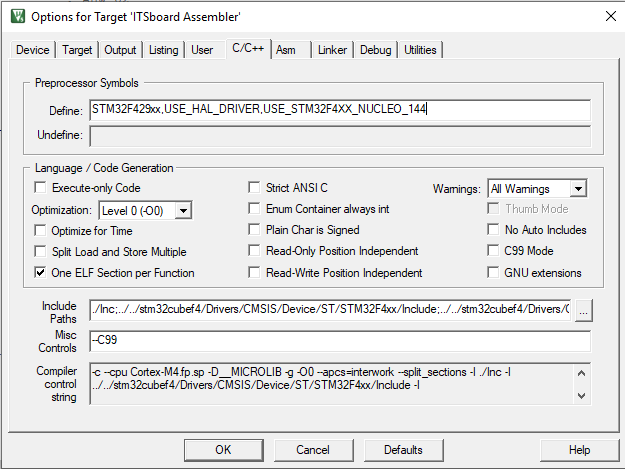 Options for Target 'ITSboard Assembler'
Device Target Output Listing User C/C++ Asm Linker Debug Utilities
Preprocessor Symbols
Define: STM32F429xx,USE_HAL_DRIVER,USE_STM32F4XX_NUCLEO_144
Undefine:
Language / Code Generation
Execute-only Code Strict ANSI C Warnings: All Warnings
Optimization: Level 0 (-O0) Enum Container always int Thumb Mode
Optimize for Time Plain Char is Signed No Auto Includes
Split Load and Store Multiple Read-Only Position Independent C99 Mode
One ELF Section per Function Read-Write Position Independent GNU extensions
Include Paths ./Inc;../../stm32cubef4/Drivers/CMSIS/Device/ST/STM32F4xx/Include;../../stm32cubef4/Drivers/C ...
Misc Controls --C99
Compiler control string -c --cpu Cortex-M4.fp.sp -D__MICROLIB -g -O0 --apcs=interwork --split_sections -I ./Inc -I
../../stm32cubef4/Drivers/CMSIS/Device/ST/STM32F4xx/Include -I
OK Cancel Defaults Help